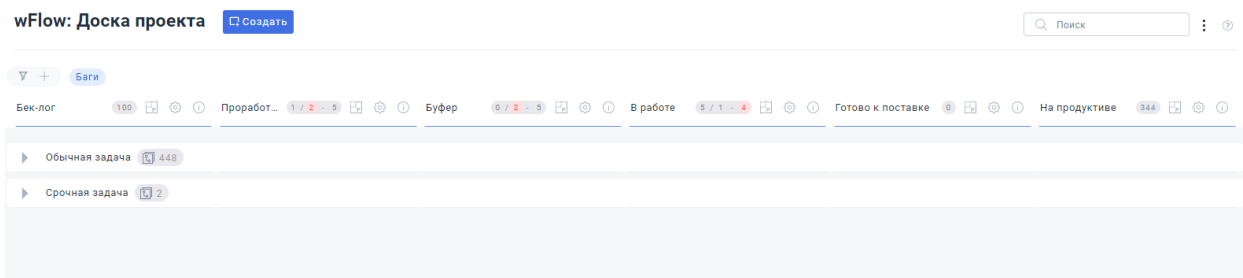 wFlow: Доска проекта Создать Поиск
Баги
Бек-лог 100 Проработ... 1 / 2 - 5 Буфер 0 / 2 - 5 В работе 5 / 1 - 4 Готово к поставке 0 На продуктиве 344
Обычная задача 448
Срочная задача 2